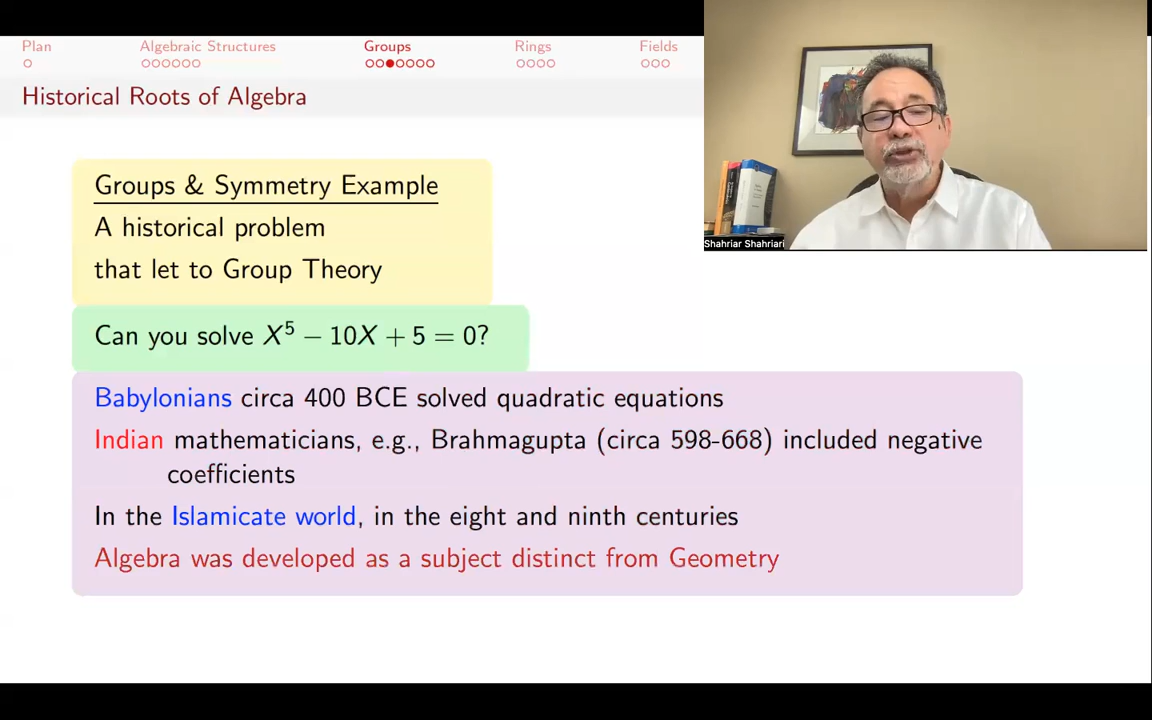 Plan Algebraic Structures Groups Rings Fields
Historical Roots of Algebra
Shahriar Shahriari
Groups & Symmetry Example
A historical problem
that let to Group Theory
Can you solve X⁵ − 10X + 5 = 0?
Babylonians circa 400 BCE solved quadratic equations
Indian mathematicians, e.g., Brahmagupta (circa 598-668) included negative
coefficients
In the Islamicate world, in the eight and ninth centuries
Algebra was developed as a subject distinct from Geometry